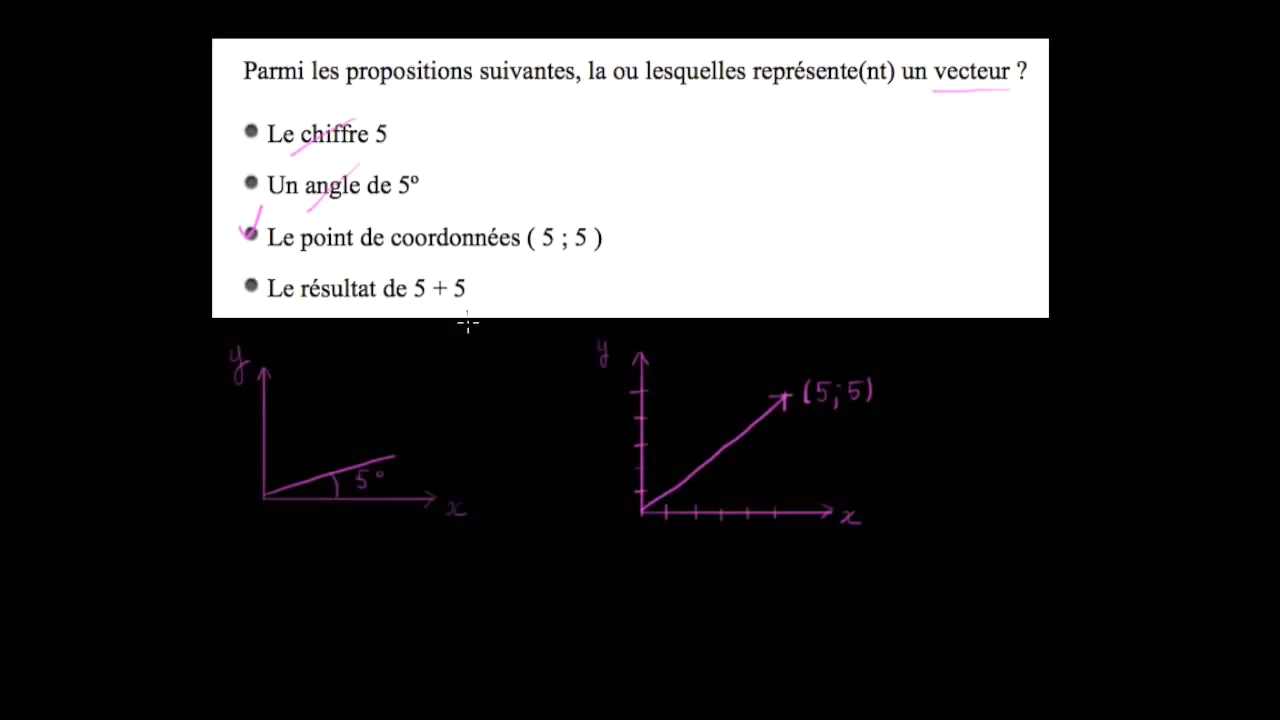 Parmi les propositions suivantes, la ou lesquelles représente(nt) un vecteur ?
Le chiffre 5
Un angle de 5º
Le point de coordonnées ( 5 ; 5 )
Le résultat de 5 + 5
y
5°
x
y
(5;5)
x